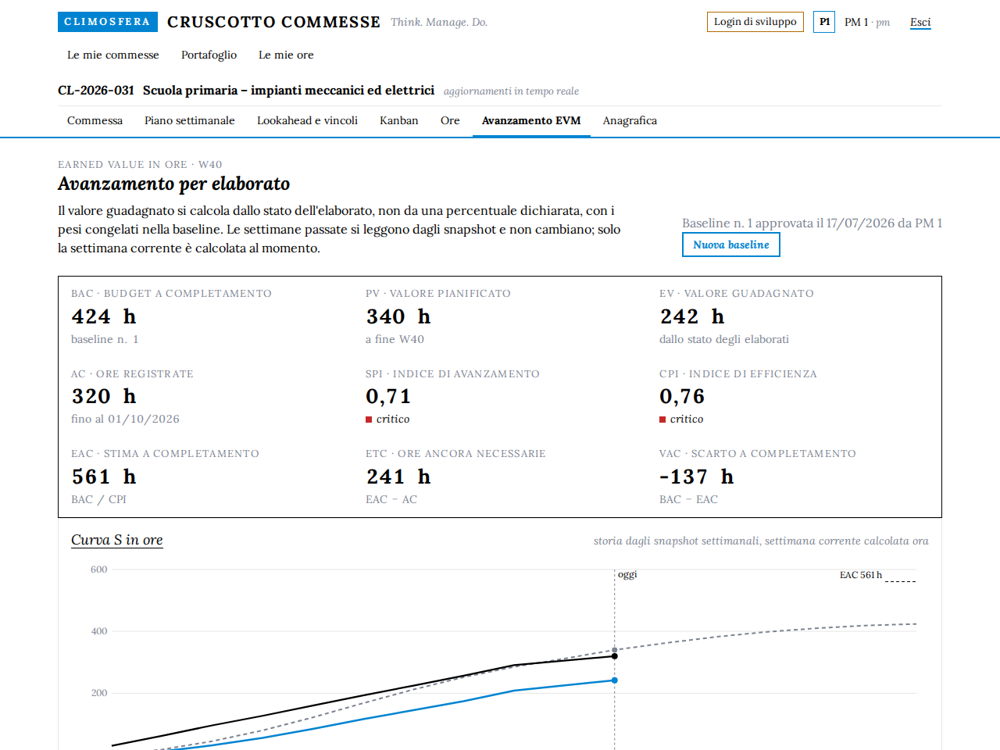 CLIMOSFERA CRUSCOTTO COMMESSE Think. Manage. Do. Login di sviluppo P1 PM 1 · pm Esci
Le mie commesse Portafoglio Le mie ore
CL-2026-031 Scuola primaria – impianti meccanici ed elettrici aggiornamenti in tempo reale
Commessa Piano settimanale Lookahead e vincoli Kanban Ore Avanzamento EVM Anagrafica
EARNED VALUE IN ORE · W40
Avanzamento per elaborato
Il valore guadagnato si calcola dallo stato dell'elaborato, non da una percentuale dichiarata, con i
pesi congelati nella baseline. Le settimane passate si leggono dagli snapshot e non cambiano; solo
la settimana corrente è calcolata al momento.
Baseline n. 1 approvata il 17/07/2026 da PM 1
Nuova baseline
BAC · BUDGET A COMPLETAMENTO PV · VALORE PIANIFICATO EV · VALORE GUADAGNATO
424 h 340 h 242 h
baseline n. 1 a fine W40 dallo stato degli elaborati
AC · ORE REGISTRATE SPI · INDICE DI AVANZAMENTO CPI · INDICE DI EFFICIENZA
320 h 0,71 0,76
fino al 01/10/2026 critico critico
EAC · STIMA A COMPLETAMENTO ETC · ORE ANCORA NECESSARIE VAC · SCARTO A COMPLETAMENTO
561 h 241 h −137 h
BAC / CPI EAC − AC BAC − EAC
Curva S in ore storia dagli snapshot settimanali, settimana corrente calcolata ora
600 oggi EAC 561 h
400
200